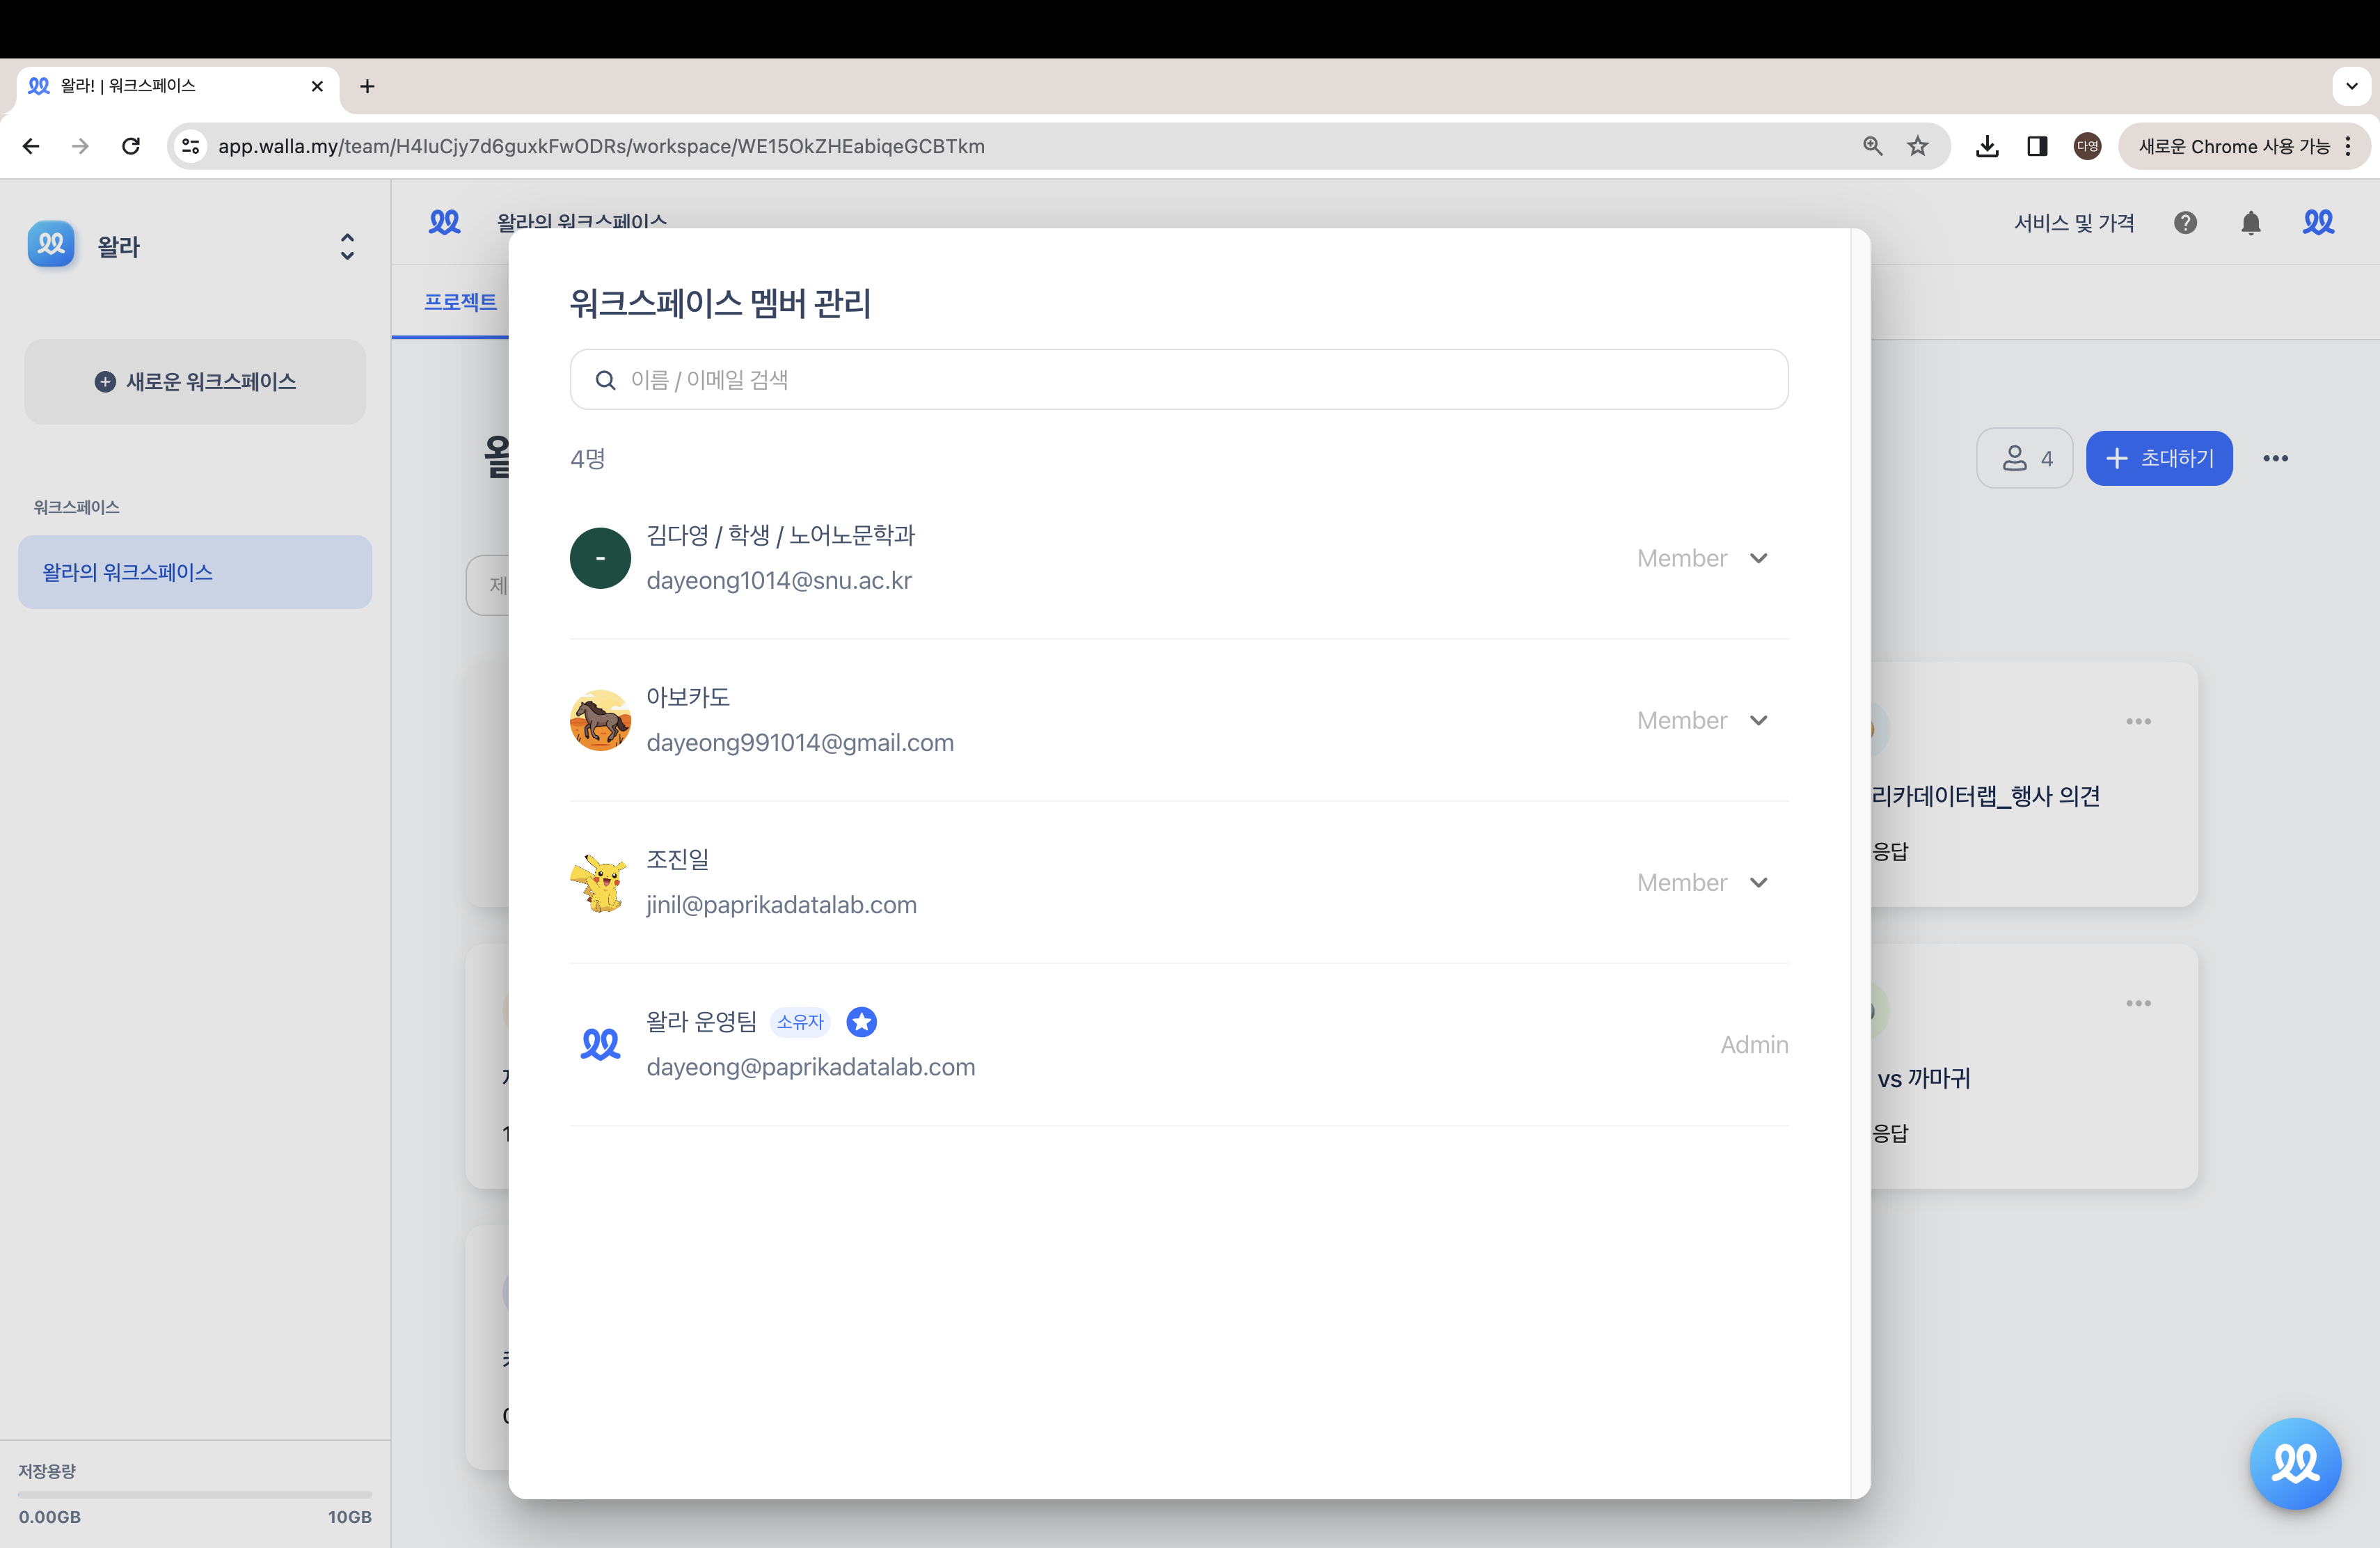 왈라! | 워크스페이스
app.walla.my/team/H4IuCjy7d6guxkFwODRs/workspace/WE15OkZHEabiqeGCBTkm
다영
새로운 Chrome 사용 가능
왈라
왈라의 워크스페이스
서비스 및 가격
프로젝트
새로운 워크스페이스
워크스페이스
왈라의 워크스페이스
저장용량
0.00GB
10GB
워크스페이스 멤버 관리
이름 / 이메일 검색
4명
-
김다영 / 학생 / 노어노문학과
dayeong1014@snu.ac.kr
Member
아보카도
dayeong991014@gmail.com
Member
조진일
jinil@paprikadatalab.com
Member
왈라 운영팀
소유자
dayeong@paprikadatalab.com
Admin
4
초대하기
제
리카데이터랩_행사 의견
응답
vs 까마귀
응답